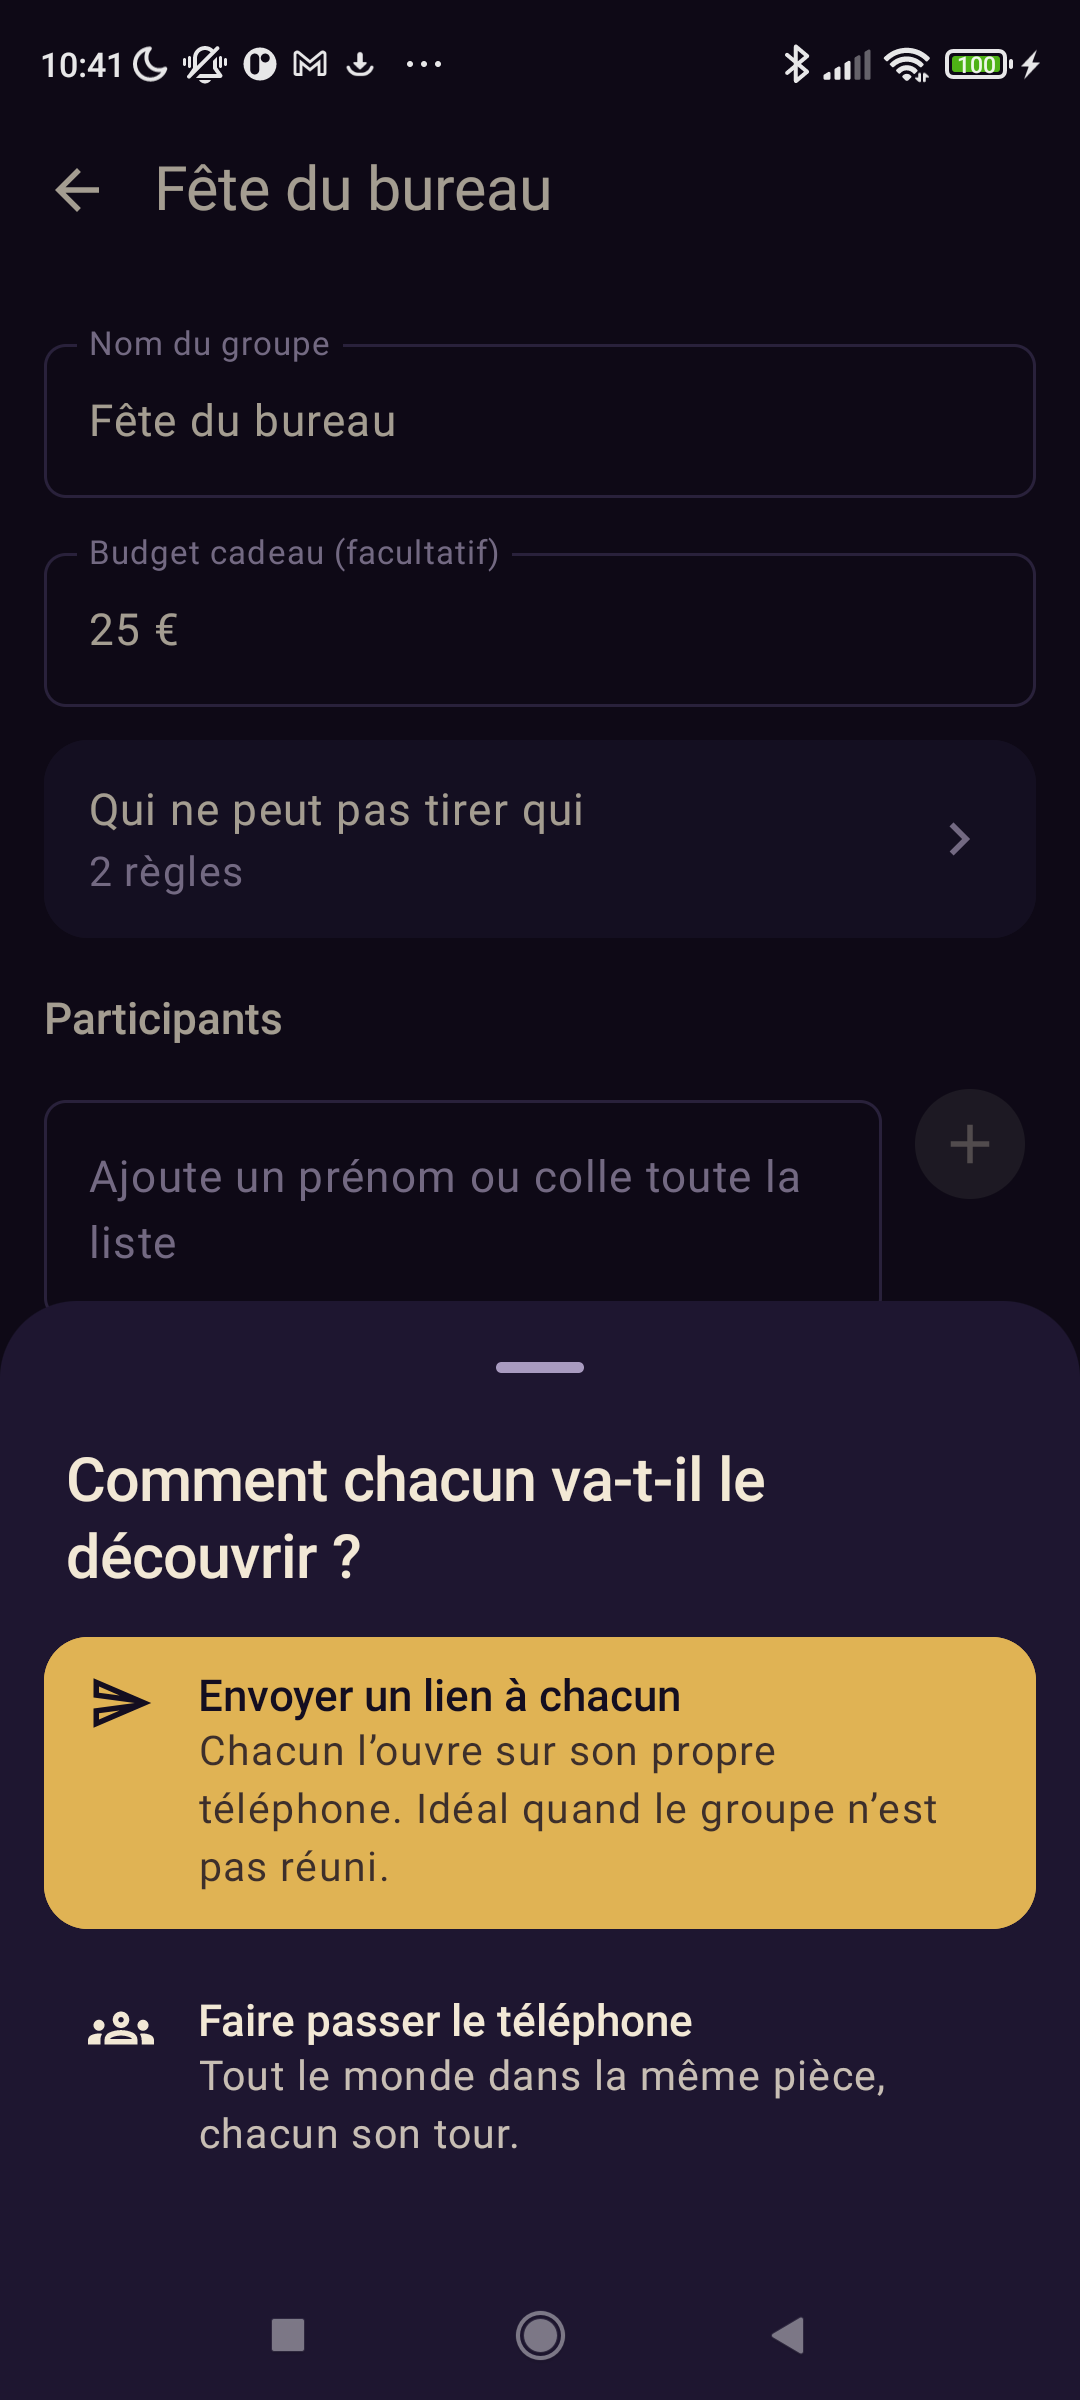 10:41
100
Fête du bureau
Nom du groupe
Fête du bureau
Budget cadeau (facultatif)
25 €
Qui ne peut pas tirer qui
2 règles
Participants
Ajoute un prénom ou colle toute la
liste
Comment chacun va-t-il le
découvrir ?
Envoyer un lien à chacun
Chacun l’ouvre sur son propre
téléphone. Idéal quand le groupe n’est
pas réuni.
Faire passer le téléphone
Tout le monde dans la même pièce,
chacun son tour.